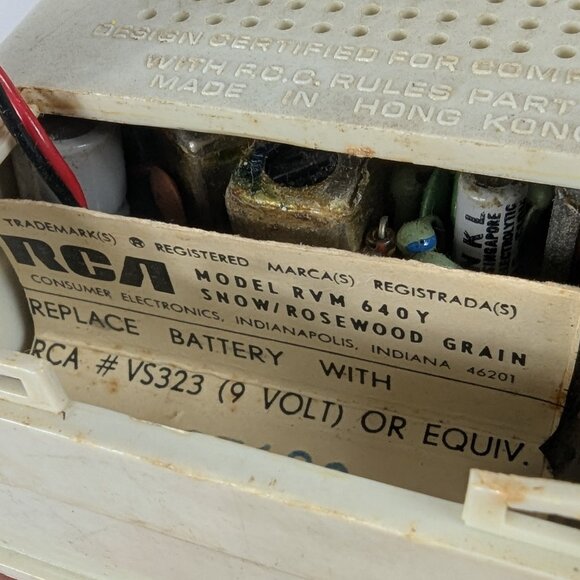 DESIGN CERTIFIED FOR COMP
WITH F.C.C. RULES PART
MADE IN HONG KONG
TRADEMARK(S) ® REGISTERED MARCA(S) REGISTRADA(S)
RCA MODEL RVM 640Y
SNOW/ROSEWOOD GRAIN
CONSUMER ELECTRONICS, INDIANAPOLIS, INDIANA 46201
REPLACE BATTERY WITH
RCA # VS323 (9 VOLT) OR EQUIV.
SINGAPORE